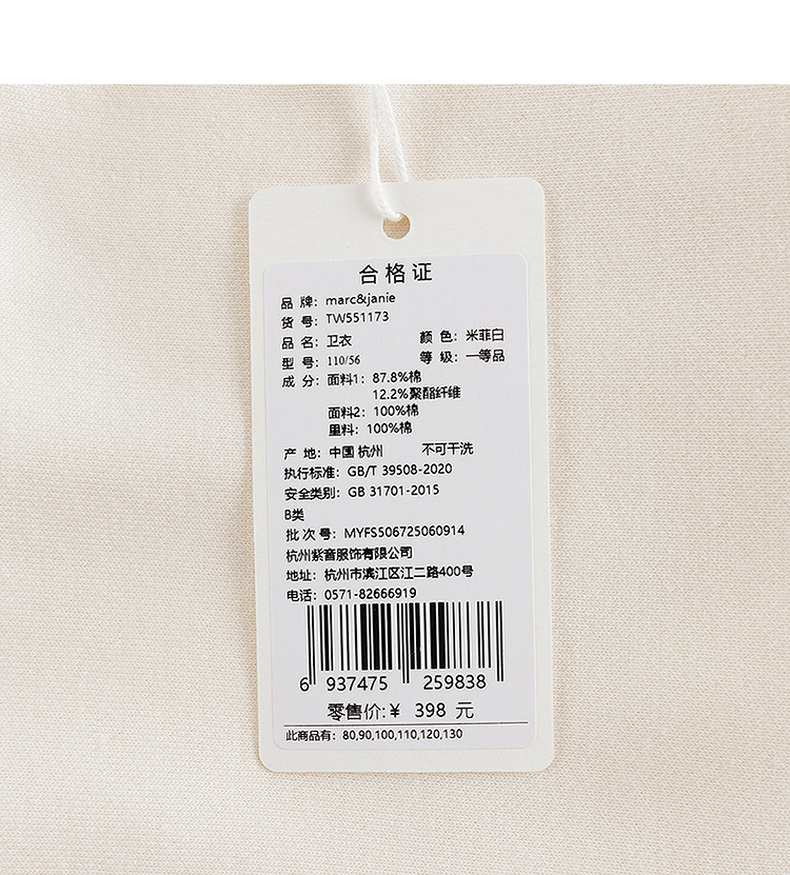 合格证
品 牌：marc&janie
货 号：TW551173
品 名：卫衣 颜 色：米菲白
型 号：110/56 等 级：一等品
成 分：面料1：87.8%棉
12.2%聚酯纤维
面料2：100%棉
里料：100%棉
产 地：中国 杭州 不可干洗
执行标准：GB/T 39508-2020
安全类别：GB 31701-2015
B类
批 次 号：MYFS506725060914
杭州紫音服饰有限公司
地址：杭州市滨江区江二路400号
电话：0571-82666919
6 937475 259838
零售价:¥ 398 元
此商品有：80,90,100,110,120,130